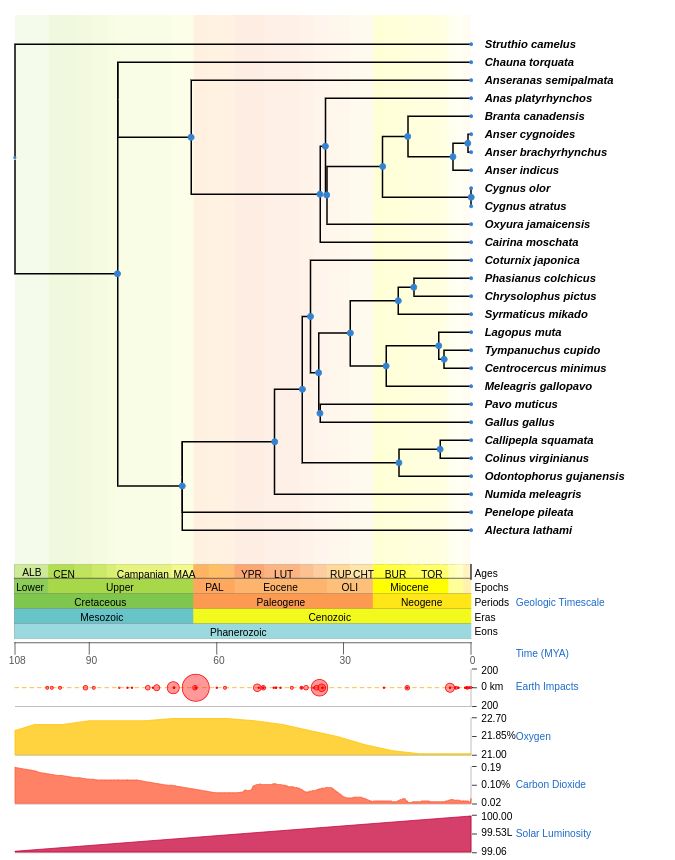 Struthio camelus
Chauna torquata
Anseranas semipalmata
Anas platyrhynchos
Branta canadensis
Anser cygnoides
Anser brachyrhynchus
Anser indicus
Cygnus olor
Cygnus atratus
Oxyura jamaicensis
Cairina moschata
Coturnix japonica
Phasianus colchicus
Chrysolophus pictus
Syrmaticus mikado
Lagopus muta
Tympanuchus cupido
Centrocercus minimus
Meleagris gallopavo
Pavo muticus
Gallus gallus
Callipepla squamata
Colinus virginianus
Odontophorus gujanensis
Numida meleagris
Penelope pileata
Alectura lathami
ALB CEN Campanian MAA YPR LUT RUP CHT BUR TOR Ages
Lower Upper PAL Eocene OLI Miocene Epochs
Cretaceous Paleogene Neogene Periods Geologic Timescale
Mesozoic Cenozoic Eras
Phanerozoic Eons
108 90 60 30 0 Time (MYA)
200
0 km Earth Impacts
200
22.70
21.85% Oxygen
21.00
0.19
0.10% Carbon Dioxide
0.02
100.00
99.53L Solar Luminosity
99.06